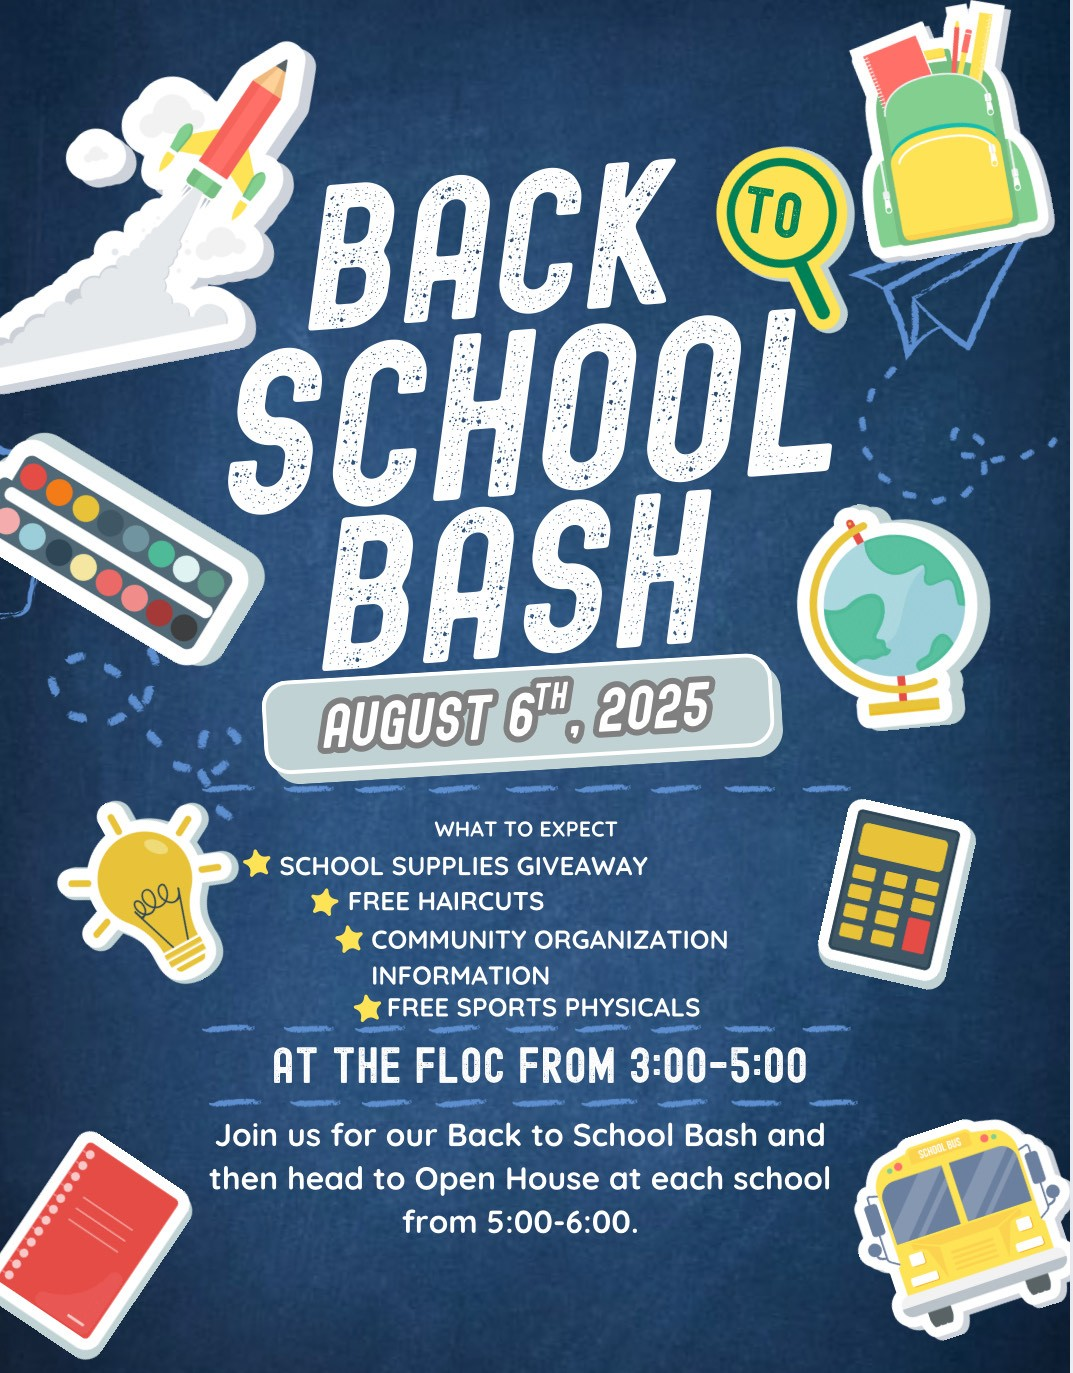 BACK
TO
SCHOOL
BASH
AUGUST 6TH, 2025
WHAT TO EXPECT
SCHOOL SUPPLIES GIVEAWAY
FREE HAIRCUTS
COMMUNITY ORGANIZATION
INFORMATION
FREE SPORTS PHYSICALS
AT THE FLOC FROM 3:00-5:00
Join us for our Back to School Bash and
then head to Open House at each school
from 5:00-6:00.
SCHOOL BUS